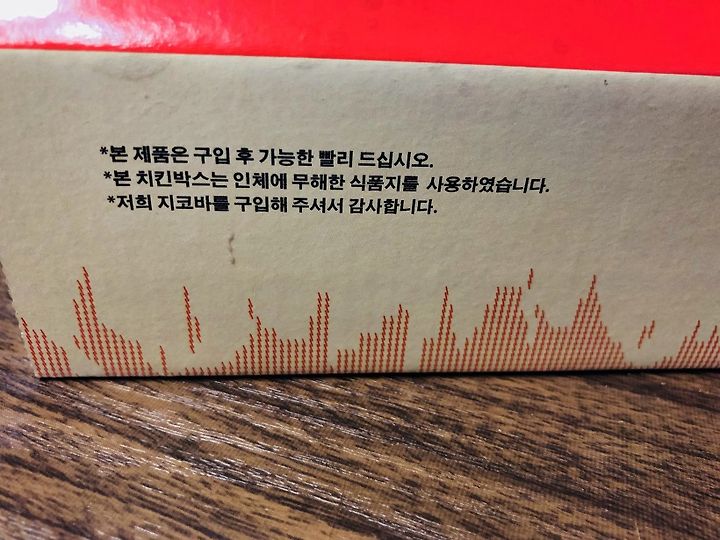 *본 제품은 구입 후 가능한 빨리 드십시오.
*본 치킨박스는 인체에 무해한 식품지를 사용하였습니다.
*저희 지코바를 구입해 주셔서 감사합니다.